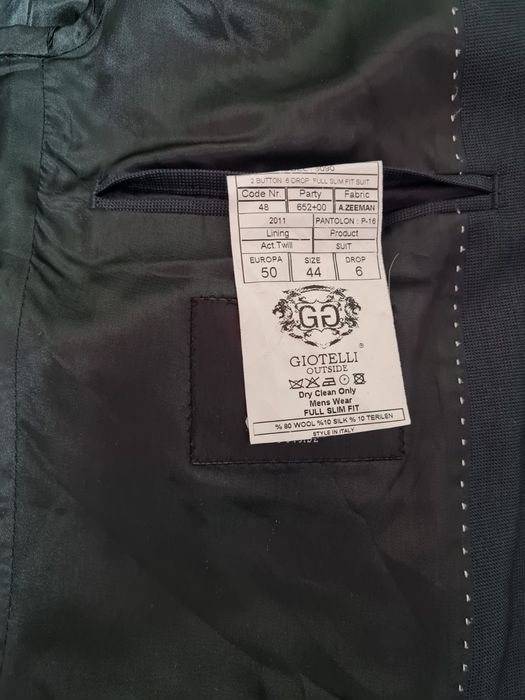 2 BUTTON 6 DROP FULL SLIM FIT SUIT
Code Nr Party Fabric
48 652+00 A.ZEEMAN
2011 PANTOLON : P-16
Lining Product
Act.Twill SUIT
EUROPA SIZE DROP
50 44 6
GG
GIOTELLI ®
OUTSIDE
Dry Clean Only
Mens Wear
FULL SLIM FIT
% 80 WOOL %10 SILK % 10 TERILEN
STYLE IN ITALY